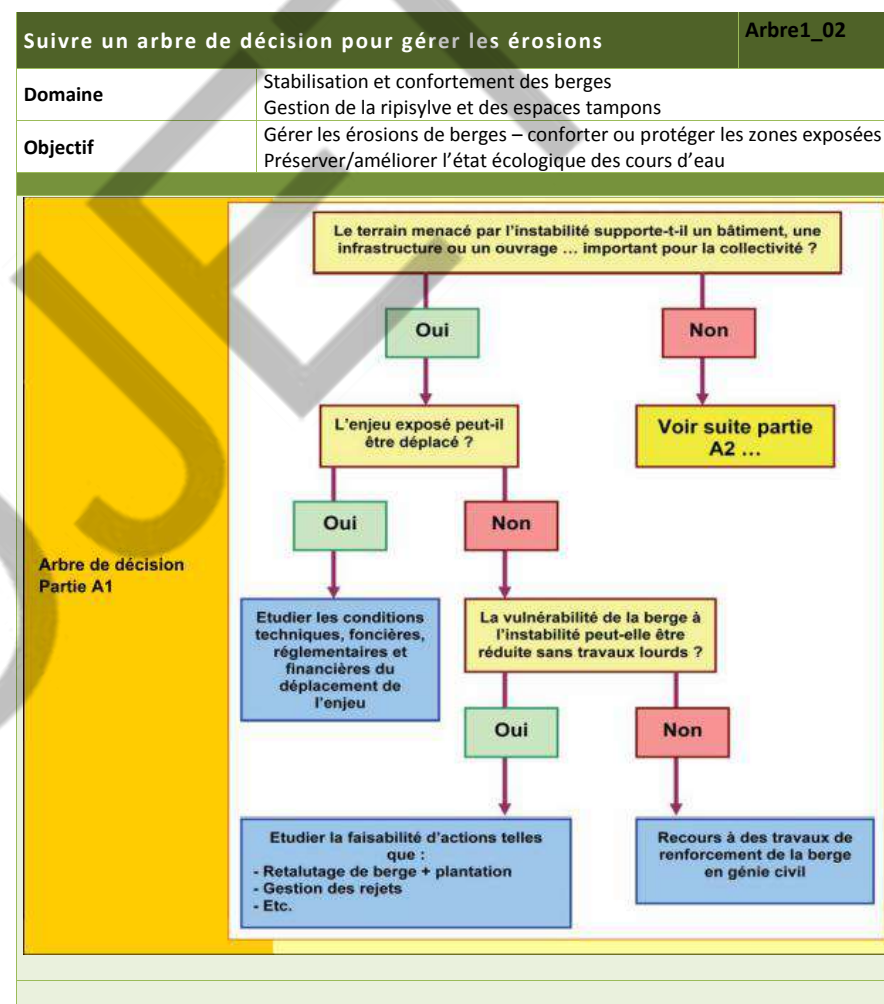 Suivre un arbre de décision pour gérer les érosions
Arbre1_02
Domaine
Stabilisation et confortement des berges
Gestion de la ripisylve et des espaces tampons
Objectif
Gérer les érosions de berges – conforter ou protéger les zones exposées
Préserver/améliorer l’état écologique des cours d’eau
Le terrain menacé par l'instabilité supporte-t-il un bâtiment, une
infrastructure ou un ouvrage … important pour la collectivité ?
Oui
Non
L'enjeu exposé peut-il
être déplacé ?
Voir suite partie
A2 …
Oui
Non
Arbre de décision
Partie A1
Etudier les conditions
techniques, foncières,
réglementaires et
financières du
déplacement de
l'enjeu
La vulnérabilité de la berge à
l'instabilité peut-elle être
réduite sans travaux lourds ?
Oui
Non
Etudier la faisabilité d'actions telles
que :
- Retalutage de berge + plantation
- Gestion des rejets
- Etc.
Recours à des travaux de
renforcement de la berge
en génie civil
OJET